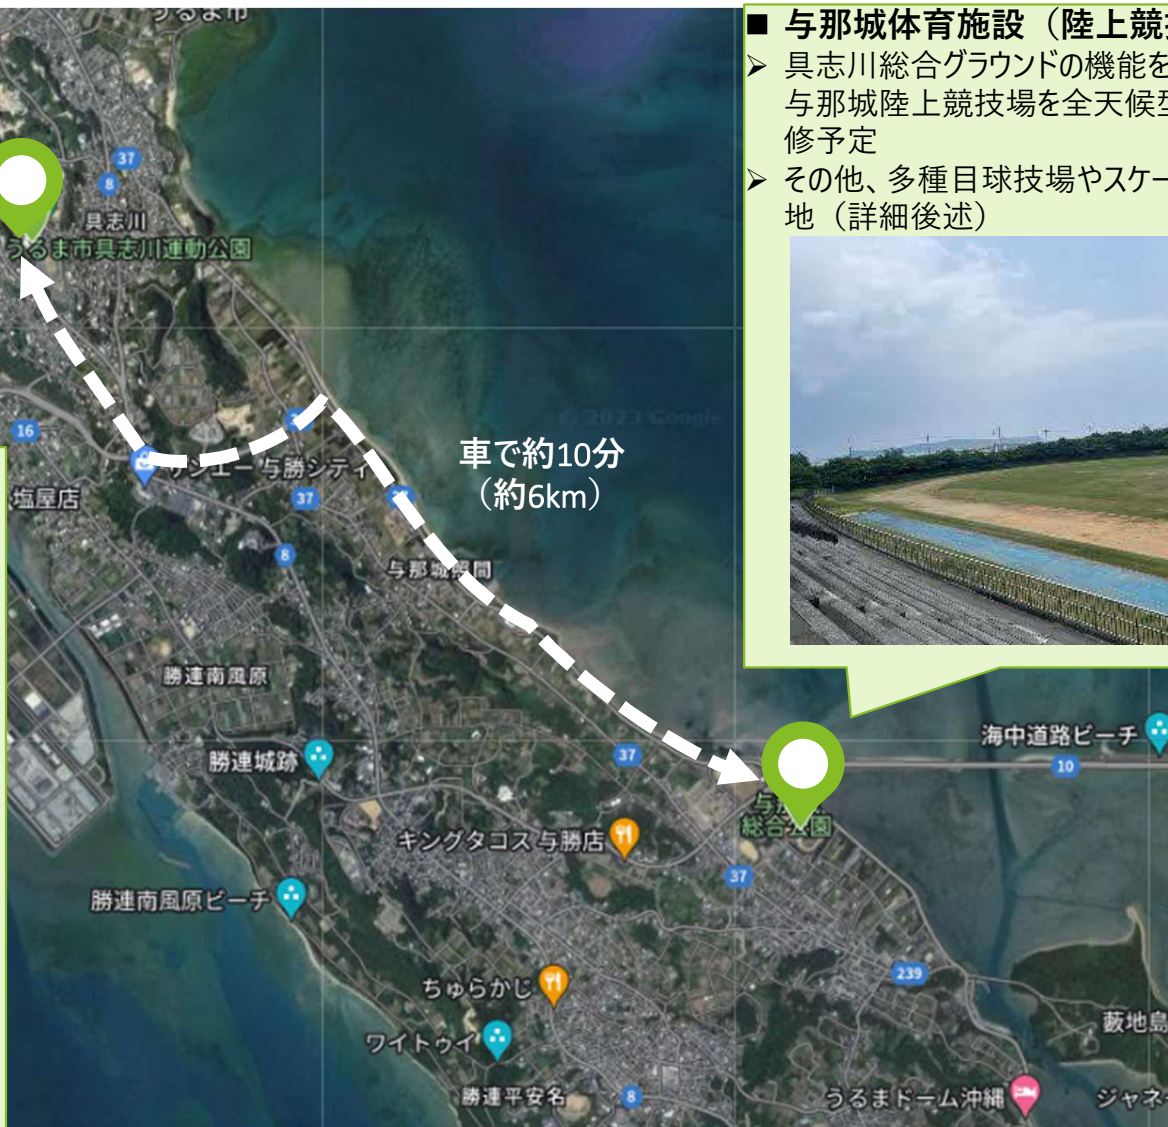 うるま市
■ 与那城体育施設（陸上競
➢ 具志川総合グラウンドの機能を
与那城陸上競技場を全天候
修予定
➢ その他、多種目球技場やスケー
地（詳細後述）
37
8
具志川
うるま市具志川運動公園
© 2023 Google
16
サンエー 与勝シティ
車で約10分
（約6km）
塩屋店
37
37
8
与那城照間
勝連南風原
勝連城跡
37
海中道路ビーチ
10
総合公園
キングタコス 与勝店
37
勝連南風原ビーチ
239
ちゅらかじ
藪地島
ワイトゥイ
勝連平安名
8
うるまドーム沖縄
ジャネ